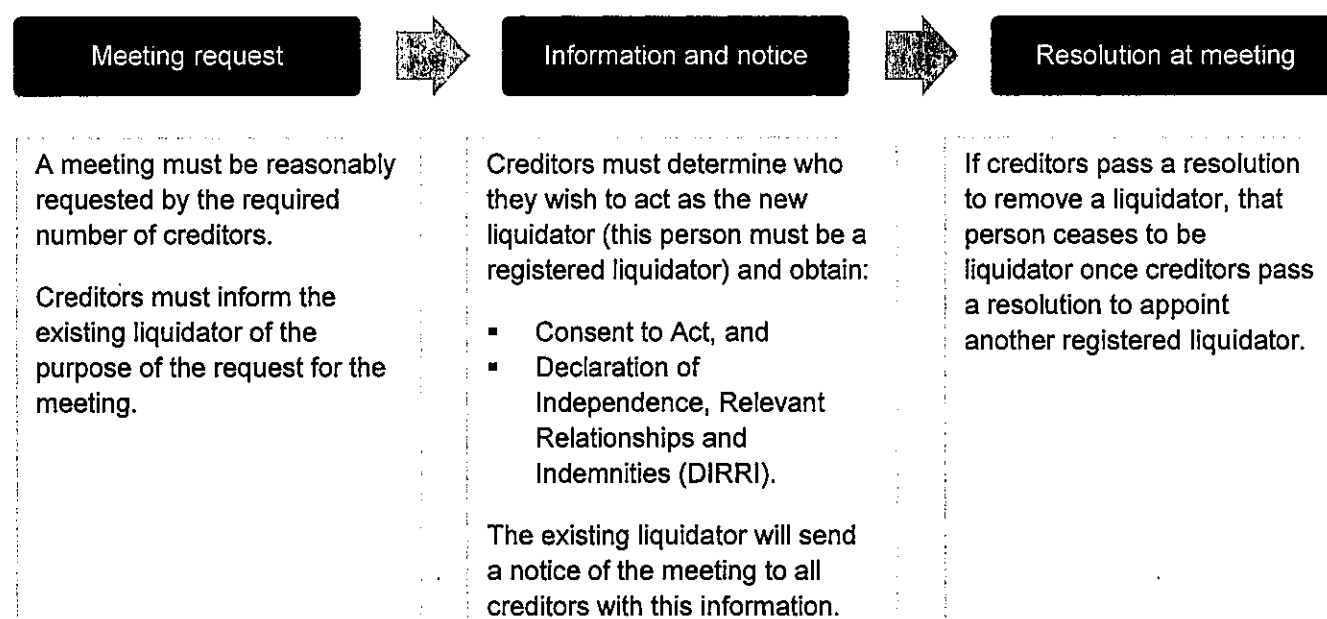 Meeting request
Information and notice
Resolution at meeting
A meeting must be reasonably
requested by the required
number of creditors.
Creditors must inform the
existing liquidator of the
purpose of the request for the
meeting.
Creditors must determine who
they wish to act as the new
liquidator (this person must be a
registered liquidator) and obtain:
▪ Consent to Act, and
▪ Declaration of
Independence, Relevant
Relationships and
Indemnities (DIRRI).
The existing liquidator will send
a notice of the meeting to all
creditors with this information.
If creditors pass a resolution
to remove a liquidator, that
person ceases to be
liquidator once creditors pass
a resolution to appoint
another registered liquidator.